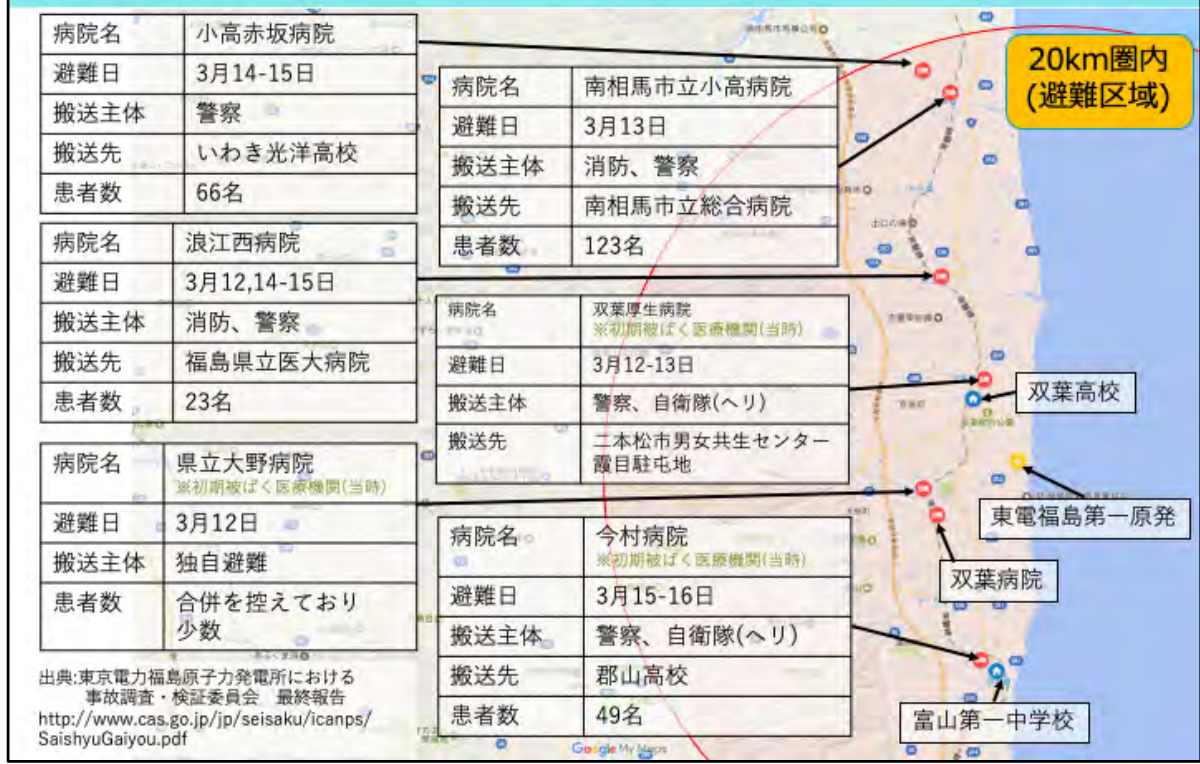 病院名 小高赤坂病院
避難日 3月14-15日
搬送主体 警察
搬送先 いわき光洋高校
患者数 66名
病院名 南相馬市立小高病院
避難日 3月13日
搬送主体 消防、警察
搬送先 南相馬市立総合病院
患者数 123名
20km圏内
(避難区域)
病院名 浪江西病院
避難日 3月12,14-15日
搬送主体 消防、警察
搬送先 福島県立医大病院
患者数 23名
病院名 双葉厚生病院
※初期被ばく医療機関(当時)
避難日 3月12-13日
搬送主体 警察、自衛隊(ヘリ)
搬送先 二本松市男女共生センター
霞目駐屯地
双葉高校
病院名 県立大野病院
※初期被ばく医療機関(当時)
避難日 3月12日
搬送主体 独自避難
患者数 合併を控えており
少数
東電福島第一原発
双葉病院
病院名 今村病院
※初期被ばく医療機関(当時)
避難日 3月15-16日
搬送主体 警察、自衛隊(ヘリ)
搬送先 郡山高校
患者数 49名
富山第一中学校
出典:東京電力福島原子力発電所における
事故調査・検証委員会 最終報告
http://www.cas.go.jp/jp/seisaku/icanps/
SaishyuGaiyou.pdf
Google My Maps